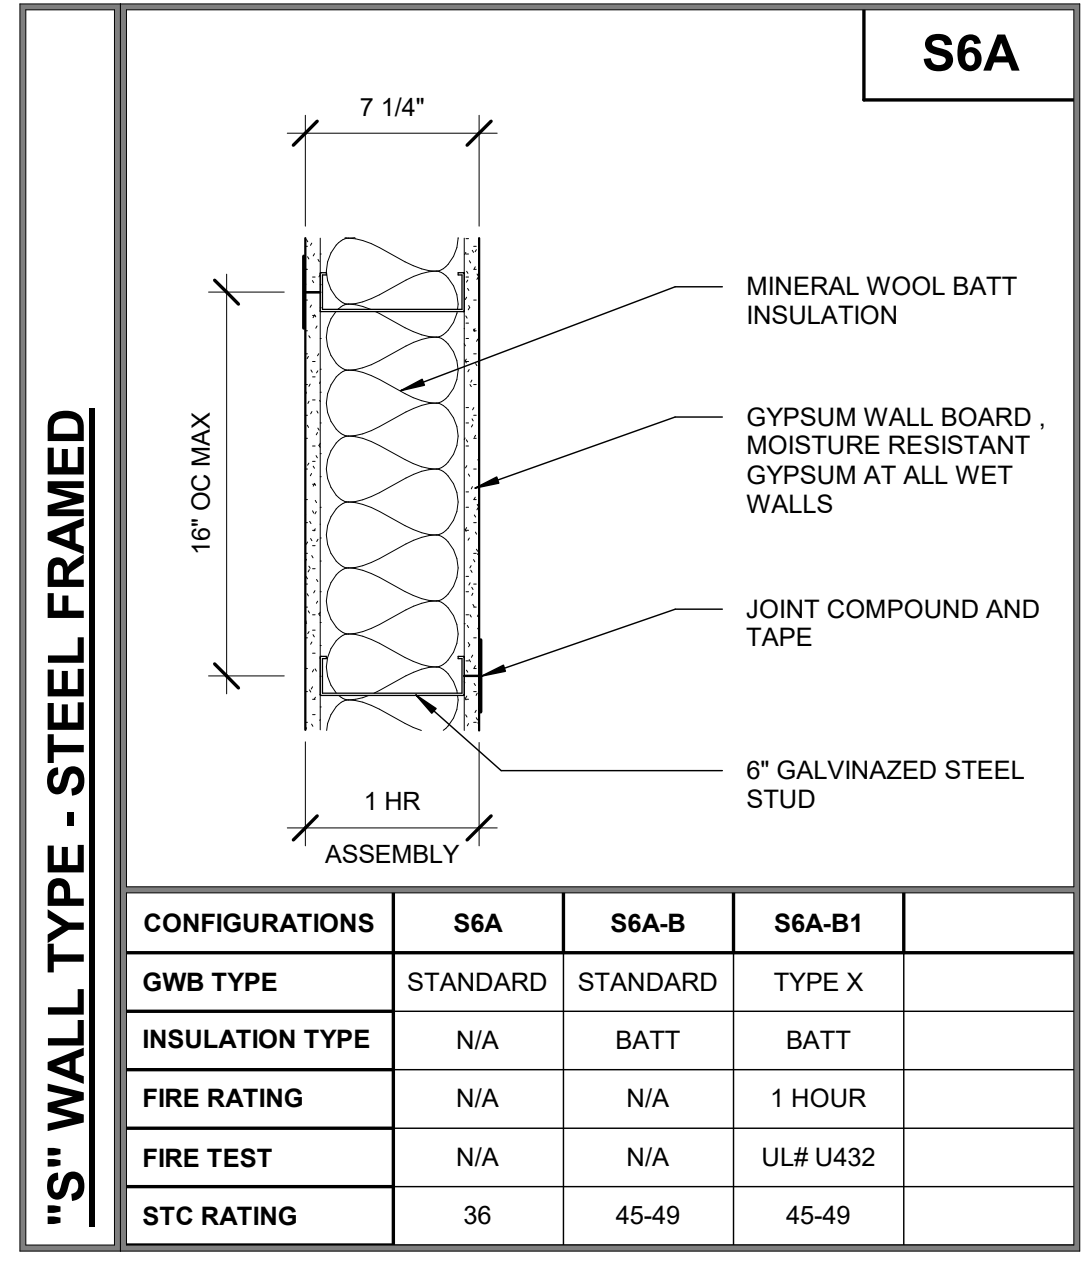 S6A
7 1/4"
MINERAL WOOL BATT
INSULATION
GYPSUM WALL BOARD ,
MOISTURE RESISTANT
GYPSUM AT ALL WET
WALLS
16" OC MAX
JOINT COMPOUND AND
TAPE
6" GALVINAZED STEEL
STUD
1 HR
ASSEMBLY
"S" WALL TYPE - STEEL FRAMED
CONFIGURATIONS S6A S6A-B S6A-B1
GWB TYPE STANDARD STANDARD TYPE X
INSULATION TYPE N/A BATT BATT
FIRE RATING N/A N/A 1 HOUR
FIRE TEST N/A N/A UL# U432
STC RATING 36 45-49 45-49